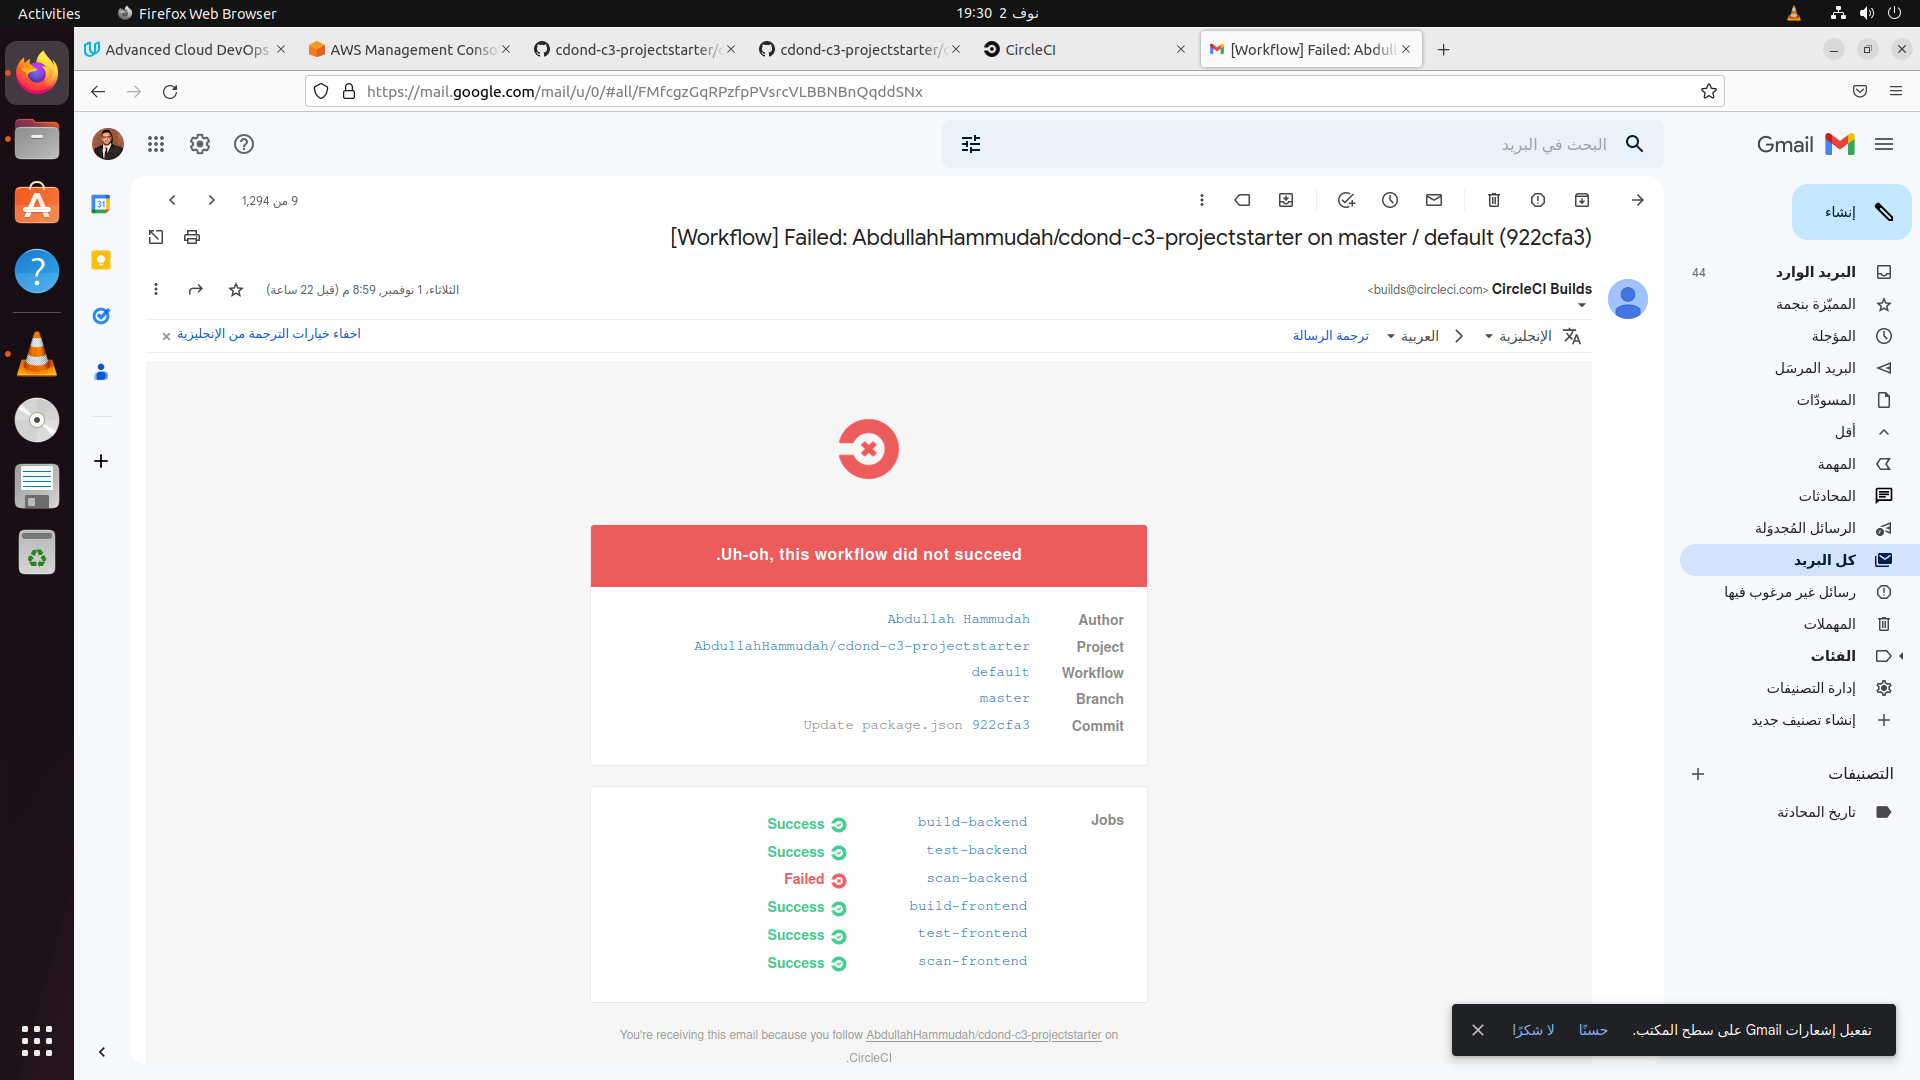 Activities
Firefox Web Browser
19:30 نوف 2
Advanced Cloud DevOps
AWS Management Conso
cdond-c3-projectstarter/c
cdond-c3-projectstarter/c
CircleCI
[Workflow] Failed: Abdull
https://mail.google.com/mail/u/0/#all/FMfcgzGqRPzfpPVsrcVLBBNBnQqddSNx
البحث في البريد
Gmail
9 من 1,294
إنشاء
[Workflow] Failed: AbdullahHammudah/cdond-c3-projectstarter on master / default (922cfa3)
CircleCI Builds <builds@circleci.com>
الثلاثاء، 1 نوفمبر, 8:59 م (قبل 22 ساعة)
الإنجليزية
العربية
ترجمة الرسالة
اخفاء خيارات الترجمة من الإنجليزية
.Uh-oh, this workflow did not succeed
Author Abdullah Hammudah
Project AbdullahHammudah/cdond-c3-projectstarter
Workflow default
Branch master
Commit 922cfa3 Update package.json
Jobs build-backend Success
test-backend Success
scan-backend Failed
build-frontend Success
test-frontend Success
scan-frontend Success
You're receiving this email because you follow AbdullahHammudah/cdond-c3-projectstarter on
.CircleCI
البريد الوارد 44
المميّزة بنجمة
المؤجلة
البريد المرسَل
المسودّات
أقل
المهمة
المحادثات
الرسائل المُجدوَلة
كل البريد
رسائل غير مرغوب فيها
المهملات
الفئات
إدارة التصنيفات
إنشاء تصنيف جديد
التصنيفات
تاريخ المحادثة
تفعيل إشعارات Gmail على سطح المكتب. حسنًا لا شكرًا
31